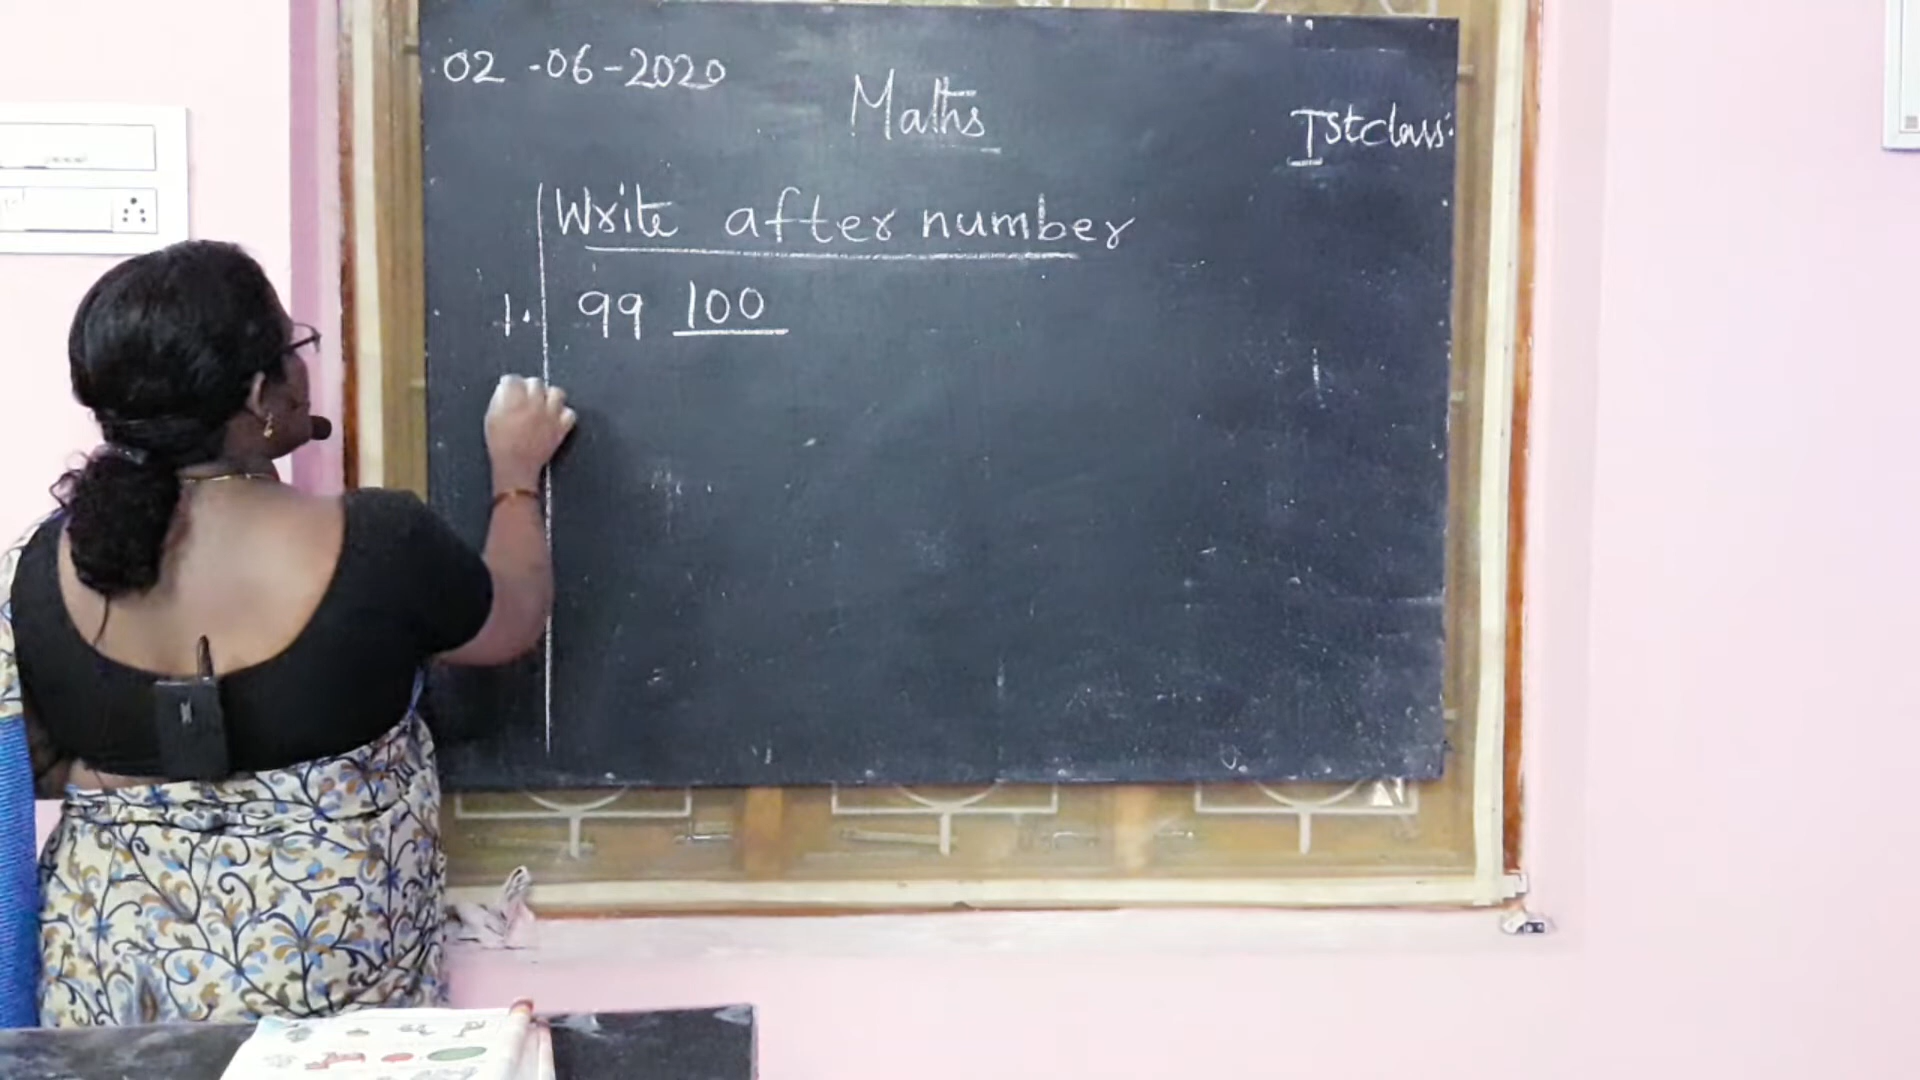 02-06-2020
Maths
Ist class
Write after number
1. 99 100